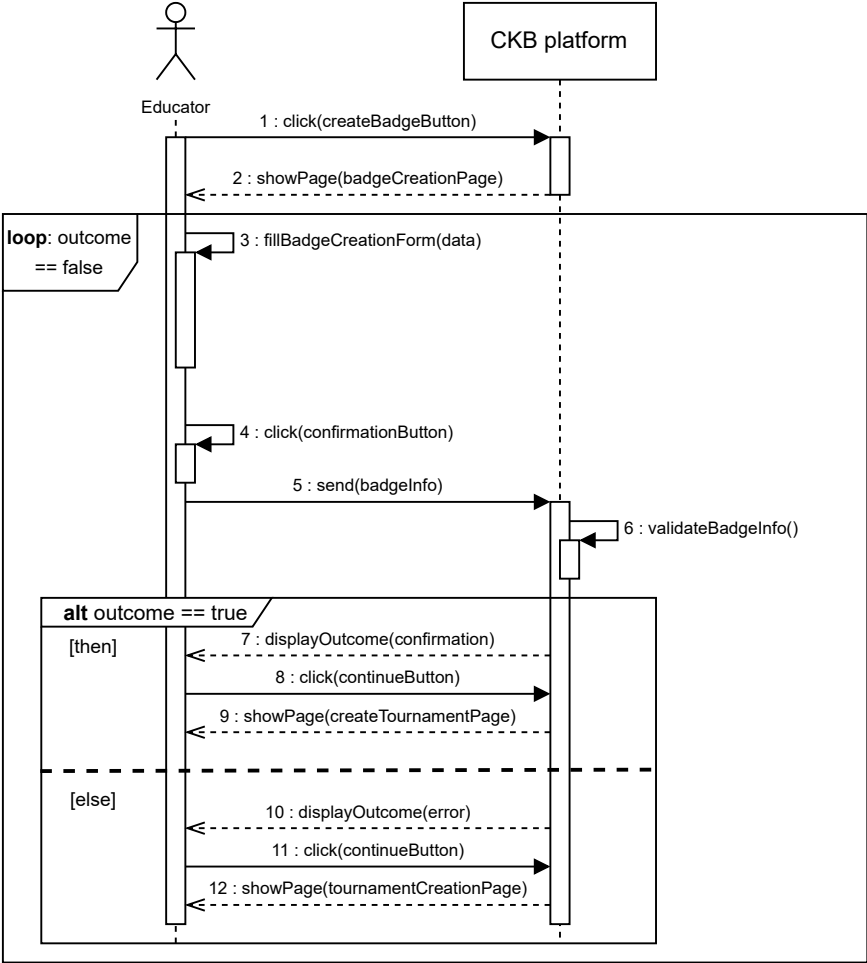 CKB platform
Educator
1 : click(createBadgeButton)
2 : showPage(badgeCreationPage)
loop: outcome
== false
3 : fillBadgeCreationForm(data)
4 : click(confirmationButton)
5 : send(badgeInfo)
6 : validateBadgeInfo()
alt outcome == true
[then]
7 : displayOutcome(confirmation)
8 : click(continueButton)
9 : showPage(createTournamentPage)
[else]
10 : displayOutcome(error)
11 : click(continueButton)
12 : showPage(tournamentCreationPage)